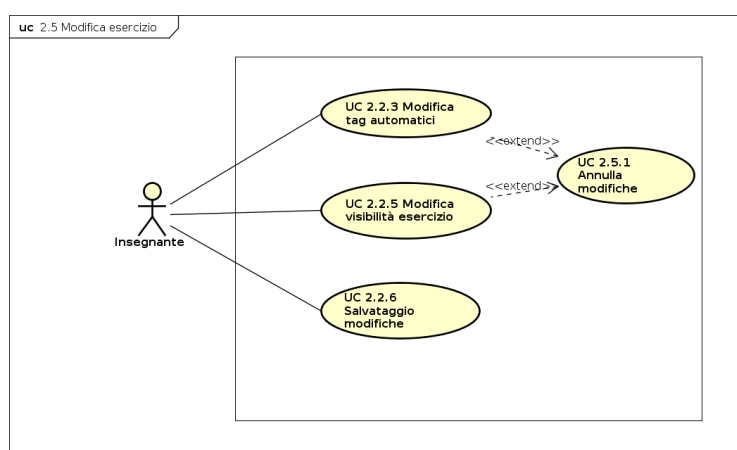 uc 2.5 Modifica esercizio
UC 2.2.3 Modifica
tag automatici
<<extend>>
UC 2.5.1
Annulla
modifiche
<<extend>>
UC 2.2.5 Modifica
visibilità esercizio
Insegnante
UC 2.2.6
Salvataggio
modifiche